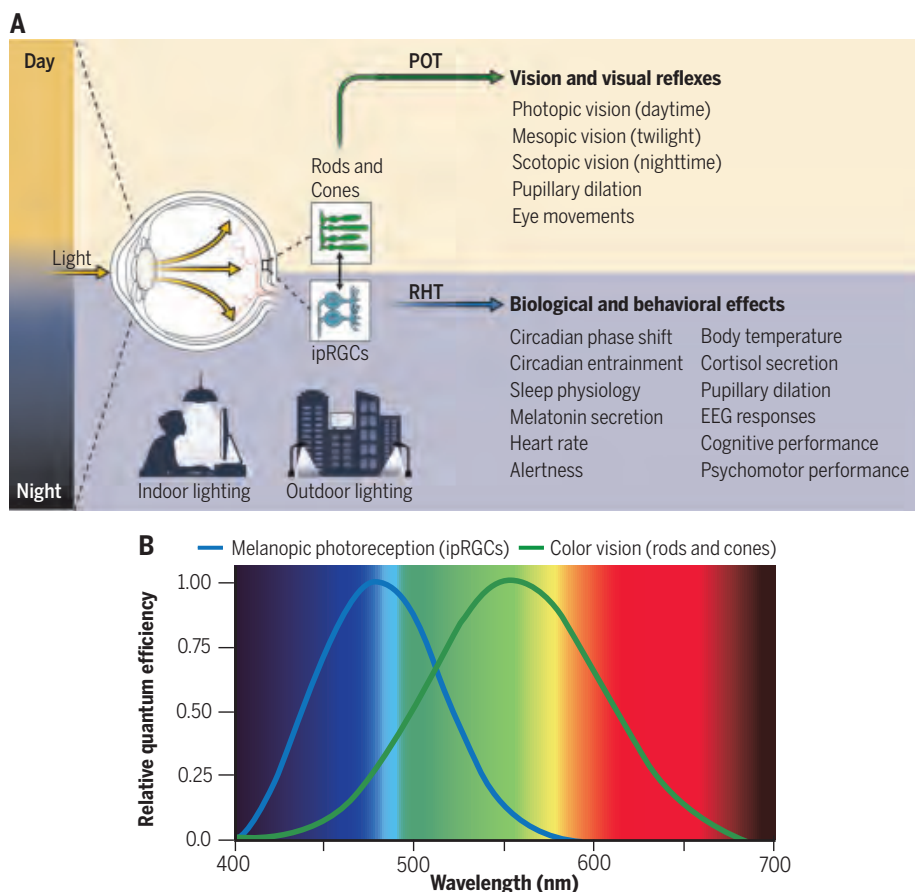 A
Day
POT
Vision and visual reflexes
Photopic vision (daytime)
Mesopic vision (twilight)
Scotopic vision (nighttime)
Pupillary dilation
Eye movements
Rods and
Cones
Light
RHT
ipRGCs
Biological and behavioral effects
Circadian phase shift
Circadian entrainment
Sleep physiology
Melatonin secretion
Heart rate
Alertness
Body temperature
Cortisol secretion
Pupillary dilation
EEG responses
Cognitive performance
Psychomotor performance
Night
Indoor lighting
Outdoor lighting
B
Melanopic photoreception (ipRGCs)
Color vision (rods and cones)
Relative quantum efficiency
1.00
0.75
0.50
0.25
0.0
400
500
600
700
Wavelength (nm)